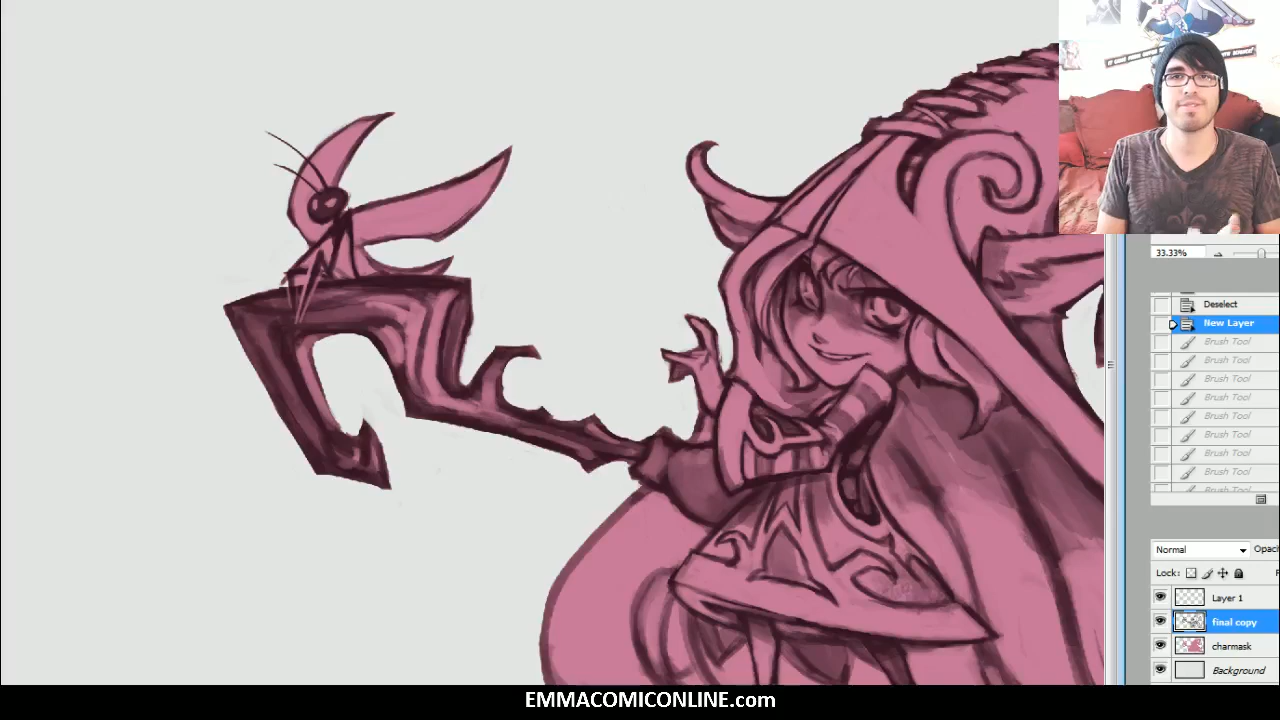 33.33%
Deselect
New Layer
Brush Tool
Brush Tool
Brush Tool
Brush Tool
Brush Tool
Brush Tool
Brush Tool
Brush Tool
Brush Tool
Normal
Opac
Lock:
Layer 1
final copy
charmask
Background
EMMACOMICONLINE.com